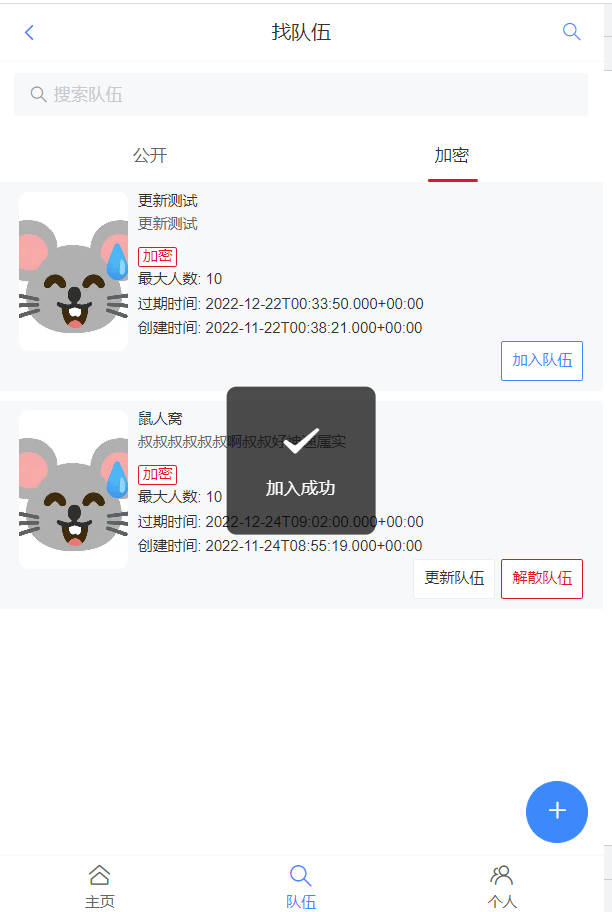 找队伍
搜索队伍
公开
加密
更新测试
更新测试
加密
最大人数: 10
过期时间: 2022-12-22T00:33:50.000+00:00
创建时间: 2022-11-22T00:38:21.000+00:00
加入队伍
鼠人窝
叔叔叔叔叔叔啊叔叔好神速属实
加密
最大人数: 10
过期时间: 2022-12-24T09:02:00.000+00:00
创建时间: 2022-11-24T08:55:19.000+00:00
加入成功
更新队伍
解散队伍
主页
队伍
个人